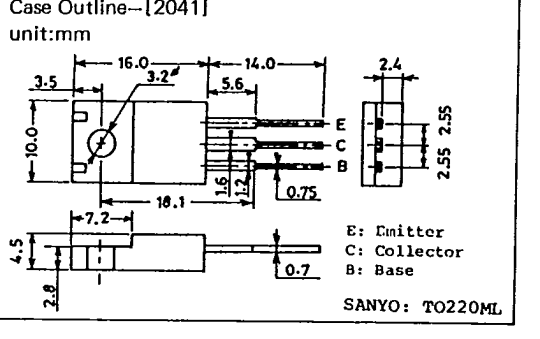 Case Outline—[2041]
unit:mm
16.0
14.0
3.5
3.2ø
5.6
2.4
10.0
E
C
B
2.55
2.55
1.6
1.2
0.75
18.1
7.2
4.5
2.8
0.7
E: Emitter
C: Collector
B: Base
SANYO: TO220ML